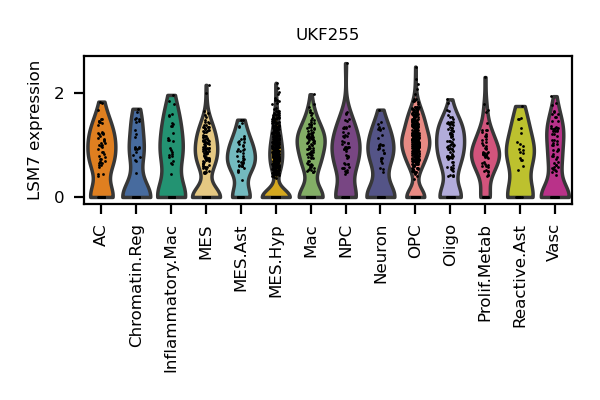 UKF255
LSM7 expression
2
0
AC
Chromatin.Reg
Inflammatory.Mac
MES
MES.Ast
MES.Hyp
Mac
NPC
Neuron
OPC
Oligo
Prolif.Metab
Reactive.Ast
Vasc